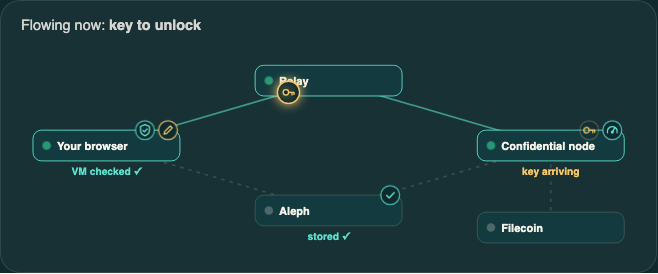 Flowing now: key to unlock
Relay
Your browser
Confidential node
VM checked ✓
key arriving
Aleph
stored ✓
Filecoin